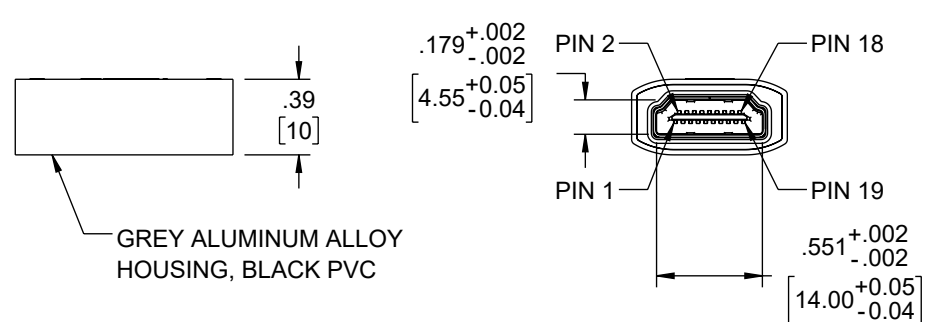 .39
[10]
GREY ALUMINUM ALLOY
HOUSING, BLACK PVC
.179+.002
-.002
[4.55+0.05
-0.04]
PIN 2
PIN 18
PIN 1
PIN 19
.551+.002
-.002
[14.00+0.05
-0.04]